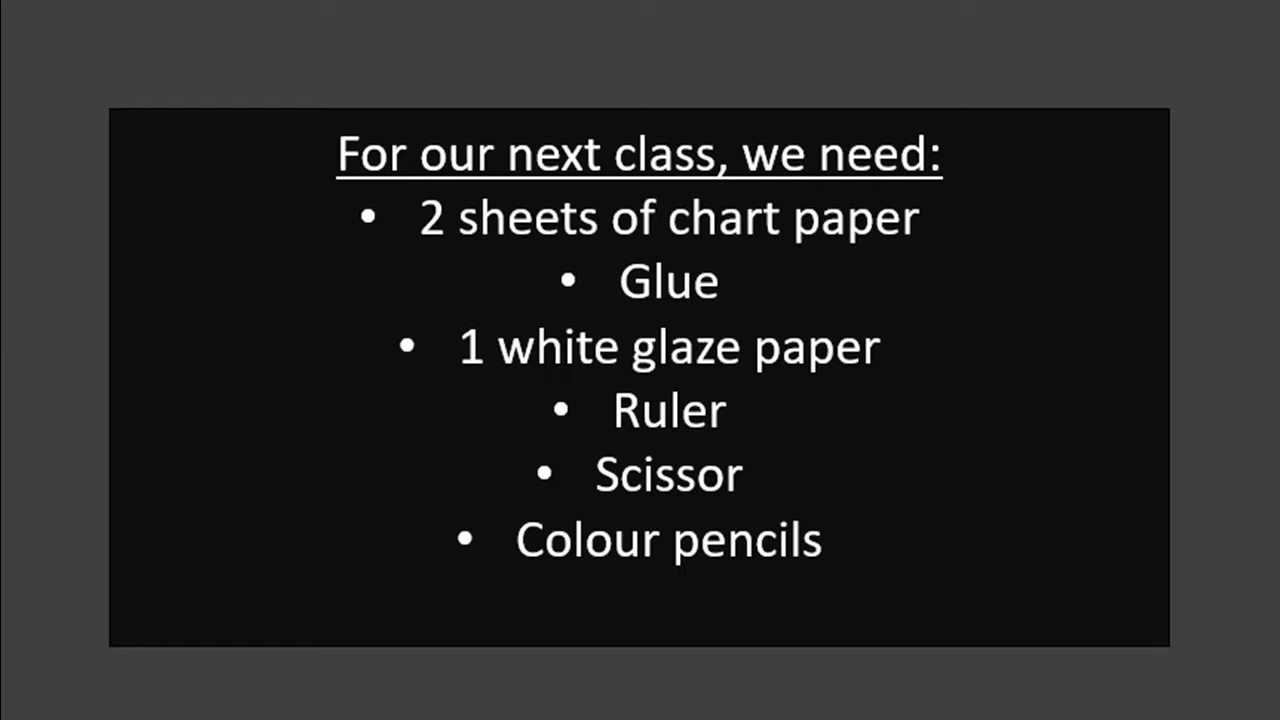 For our next class, we need:
• 2 sheets of chart paper
• Glue
• 1 white glaze paper
• Ruler
• Scissor
• Colour pencils